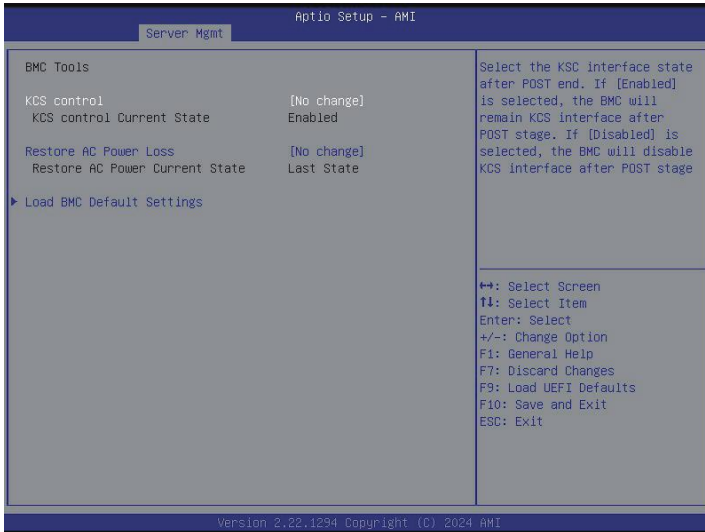 Aptio Setup – AMI
Server Mgmt
BMC Tools
KCS control [No change]
KCS control Current State Enabled
Restore AC Power Loss [No change]
Restore AC Power Current State Last State
Load BMC Default Settings
Select the KSC interface state
after POST end. If [Enabled]
is selected, the BMC will
remain KCS interface after
POST stage. If [Disabled] is
selected, the BMC will disable
KCS interface after POST stage
↔: Select Screen
↑↓: Select Item
Enter: Select
+/-: Change Option
F1: General Help
F7: Discard Changes
F9: Load UEFI Defaults
F10: Save and Exit
ESC: Exit
Version 2.22.1294 Copyright (C) 2024 AMI